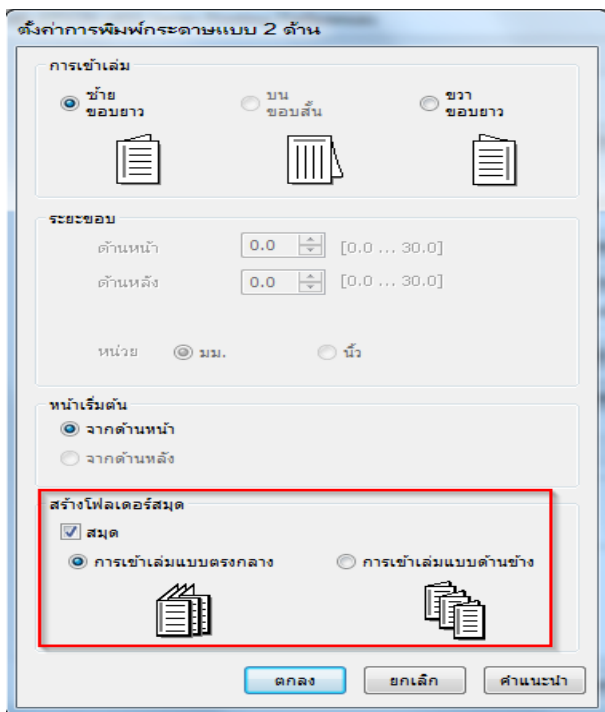 ตั้งค่าการพิมพ์กระดาษแบบ 2 ด้าน
การเข้าเล่ม
ซ้าย
ขอบยาว
บน
ขอบสั้น
ขวา
ขอบยาว
ระยะขอบ
ด้านหน้า 0.0 [0.0 ... 30.0]
ด้านหลัง 0.0 [0.0 ... 30.0]
หน่วย มม. นิ้ว
หน้าเริ่มต้น
จากด้านหน้า
จากด้านหลัง
สร้างโฟลเดอร์สมุด
สมุด
การเข้าเล่มแบบตรงกลาง การเข้าเล่มแบบด้านข้าง
ตกลง ยกเลิก คำแนะนำ